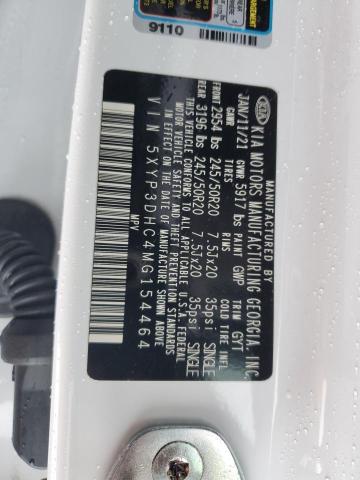 9110
MANUFACTURED BY
KIA KIA MOTORS MANUFACTURING GEORGIA, INC.
JAN/11/21 GVWR 5917 lbs PAINT GWP TRIM GYT
GAWR TIRES RIMS COLD TIRE INFL
FRONT 2954 lbs 245/50R20 7.5Jx20 35psi SINGLE
REAR 3196 lbs 245/50R20 7.5Jx20 35psi SINGLE
THIS VEHICLE CONFORMS TO ALL APPLICABLE U.S. FEDERAL
MOTOR VEHICLE SAFETY AND THEFT PREVENTION STANDARDS
IN EFFECT ON THE DATE OF MANUFACTURE SHOWN ABOVE
VIN 5XYP3DHC4MG154464
MPV